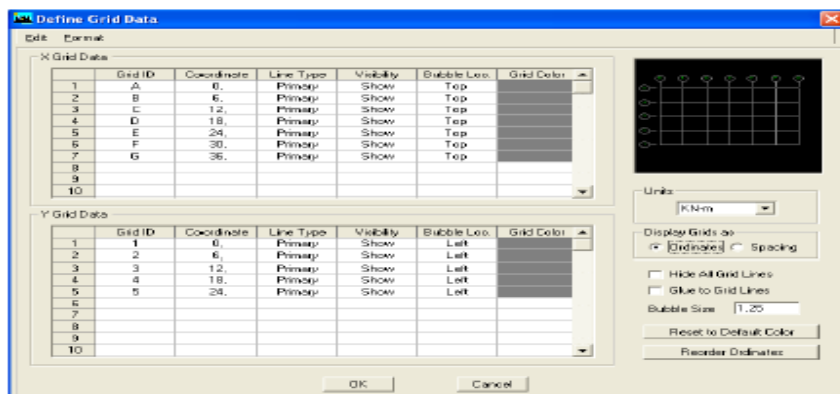 Define Grid Data
Edit Format
X Grid Data
Grid ID Coordinate Line Type Visibility Bubble Loc. Grid Color
1 A 0, Primary Show Top
2 B 6, Primary Show Top
3 C 12, Primary Show Top
4 D 18, Primary Show Top
5 E 24, Primary Show Top
6 F 30, Primary Show Top
7 G 36, Primary Show Top
8
9
10
Units
KN-m
Y Grid Data
Grid ID Coordinate Line Type Visibility Bubble Loc. Grid Color
1 1 0, Primary Show Left
2 2 6, Primary Show Left
3 3 12, Primary Show Left
4 4 18, Primary Show Left
5 5 24, Primary Show Left
6
7
8
9
10
Display Grids as
Ordinates Spacing
Hide All Grid Lines
Glue to Grid Lines
Bubble Size 1.25
Reset to Default Color
Reorder Ordinates
OK Cancel